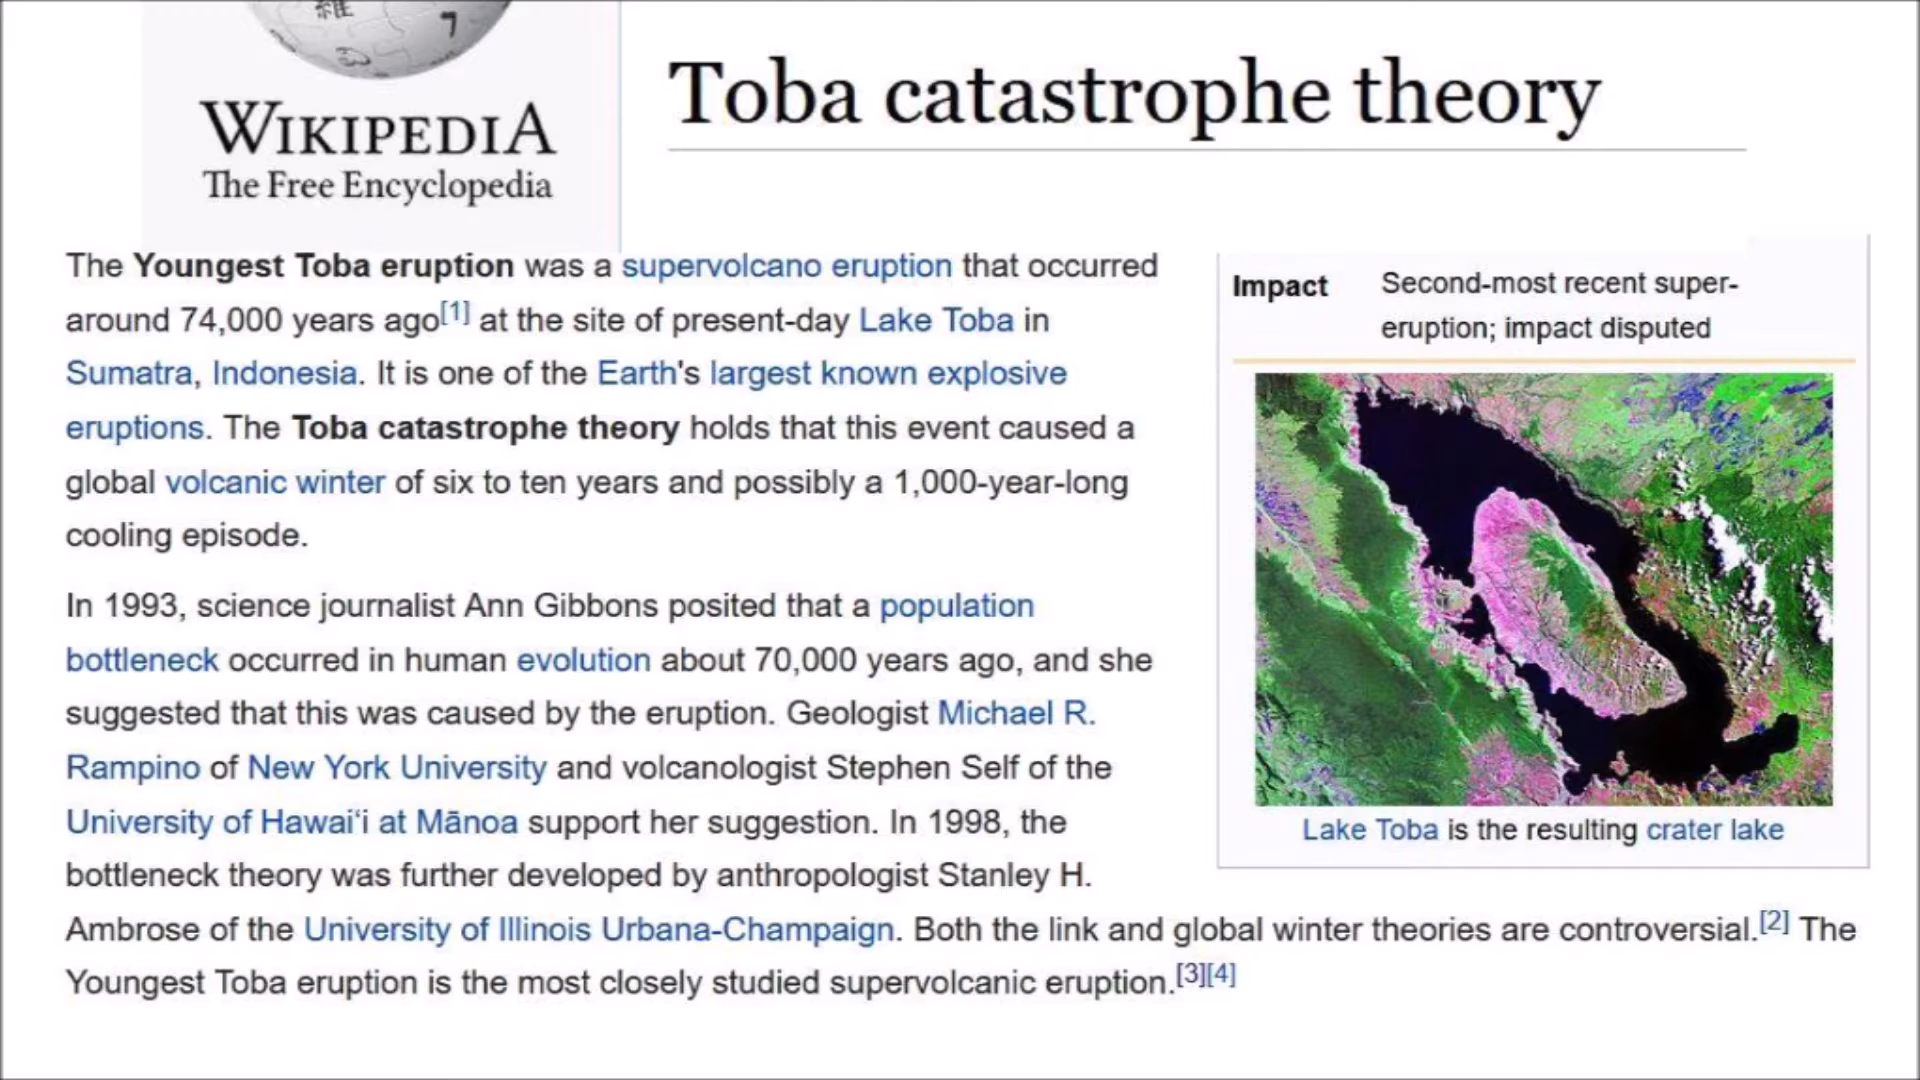 維
7
WIKIPEDIA
The Free Encyclopedia
Toba catastrophe theory
The Youngest Toba eruption was a supervolcano eruption that occurred
around 74,000 years ago[1] at the site of present-day Lake Toba in
Sumatra, Indonesia. It is one of the Earth's largest known explosive
eruptions. The Toba catastrophe theory holds that this event caused a
global volcanic winter of six to ten years and possibly a 1,000-year-long
cooling episode.
In 1993, science journalist Ann Gibbons posited that a population
bottleneck occurred in human evolution about 70,000 years ago, and she
suggested that this was caused by the eruption. Geologist Michael R.
Rampino of New York University and volcanologist Stephen Self of the
University of Hawaiʻi at Mānoa support her suggestion. In 1998, the
bottleneck theory was further developed by anthropologist Stanley H.
Ambrose of the University of Illinois Urbana-Champaign. Both the link and global winter theories are controversial.[2] The
Youngest Toba eruption is the most closely studied supervolcanic eruption.[3][4]
Impact Second-most recent super-
eruption; impact disputed
Lake Toba is the resulting crater lake